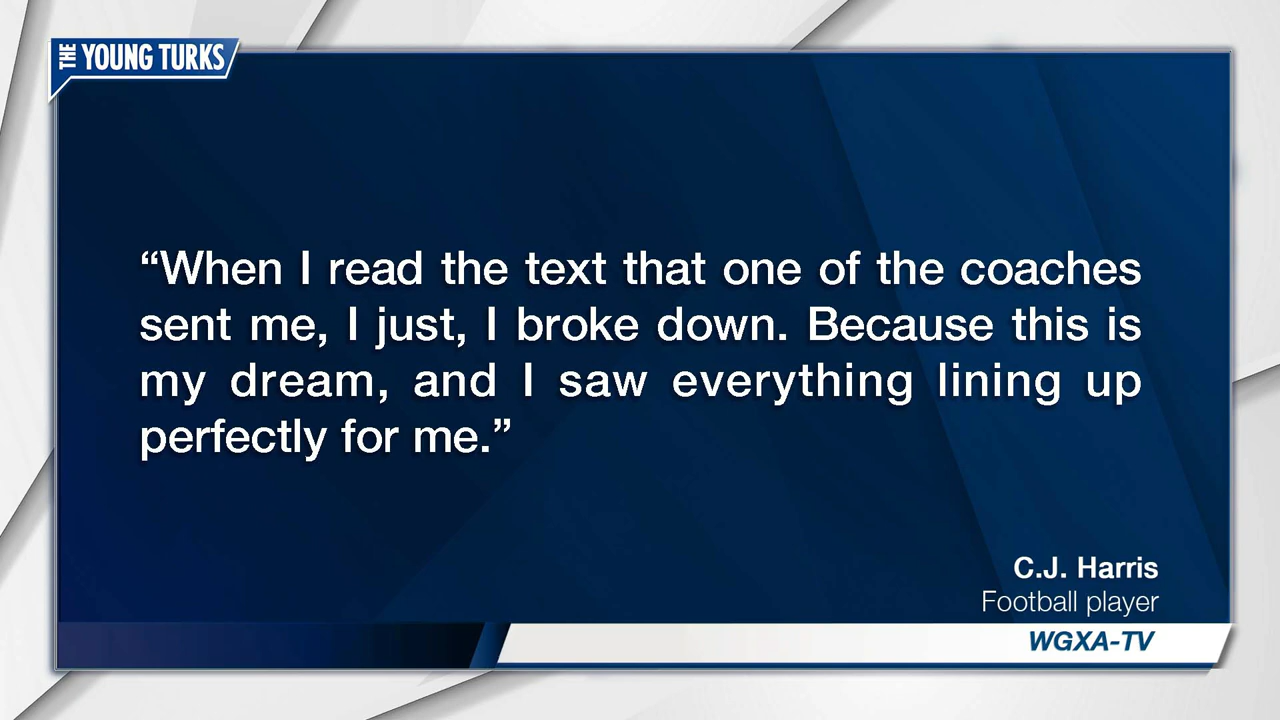 THE YOUNG TURKS
“When I read the text that one of the coaches
sent me, I just, I broke down. Because this is
my dream, and I saw everything lining up
perfectly for me.”
C.J. Harris
Football player
WGXA-TV